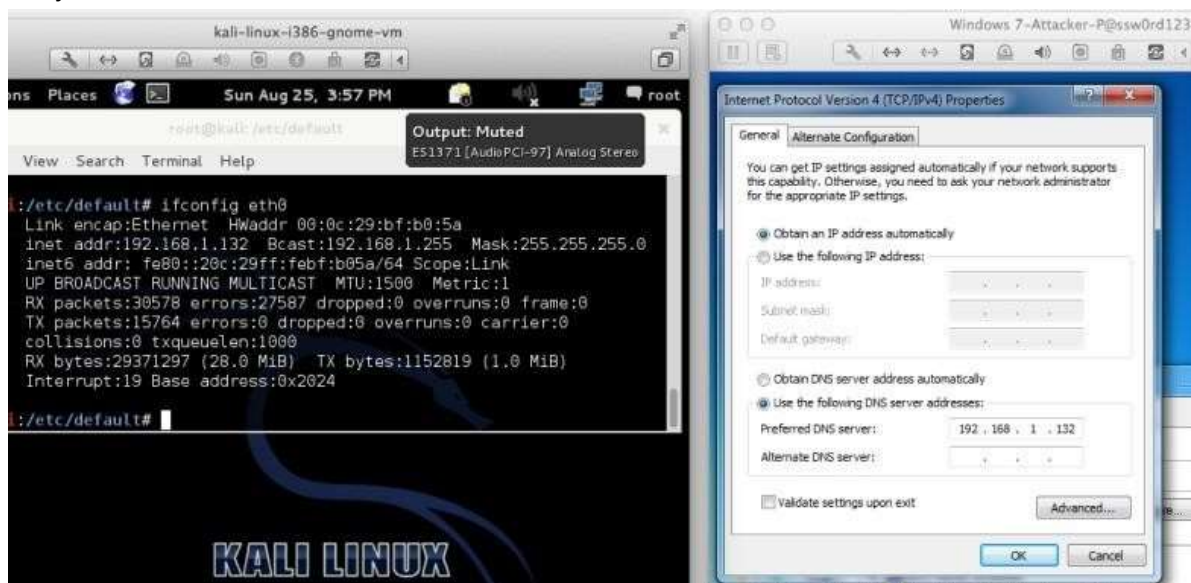 kali-linux-i386-gnome-vm
ns Places Sun Aug 25, 3:57 PM root
root@kali: /etc/default
Output: Muted
ES1371 [AudioPCI-97] Analog Stereo
View Search Terminal Help
i:/etc/default# ifconfig eth0
Link encap:Ethernet HWaddr 00:0c:29:bf:b0:5a
inet addr:192.168.1.132 Bcast:192.168.1.255 Mask:255.255.255.0
inet6 addr: fe80::20c:29ff:febf:b05a/64 Scope:Link
UP BROADCAST RUNNING MULTICAST MTU:1500 Metric:1
RX packets:30578 errors:27587 dropped:0 overruns:0 frame:0
TX packets:15764 errors:0 dropped:0 overruns:0 carrier:0
collisions:0 txqueuelen:1000
RX bytes:29371297 (28.0 MiB) TX bytes:1152819 (1.0 MiB)
Interrupt:19 Base address:0x2024
i:/etc/default#
KALI LINUX
Windows 7-Attacker-P@ssw0rd123
Internet Protocol Version 4 (TCP/IPv4) Properties
General Alternate Configuration
You can get IP settings assigned automatically if your network supports
this capability. Otherwise, you need to ask your network administrator
for the appropriate IP settings.
Obtain an IP address automatically
Use the following IP address:
IP address:
Subnet mask:
Default gateway:
Obtain DNS server address automatically
Use the following DNS server addresses:
Preferred DNS server: 192 . 168 . 1 . 132
Alternate DNS server:
Validate settings upon exit
Advanced...
OK Cancel